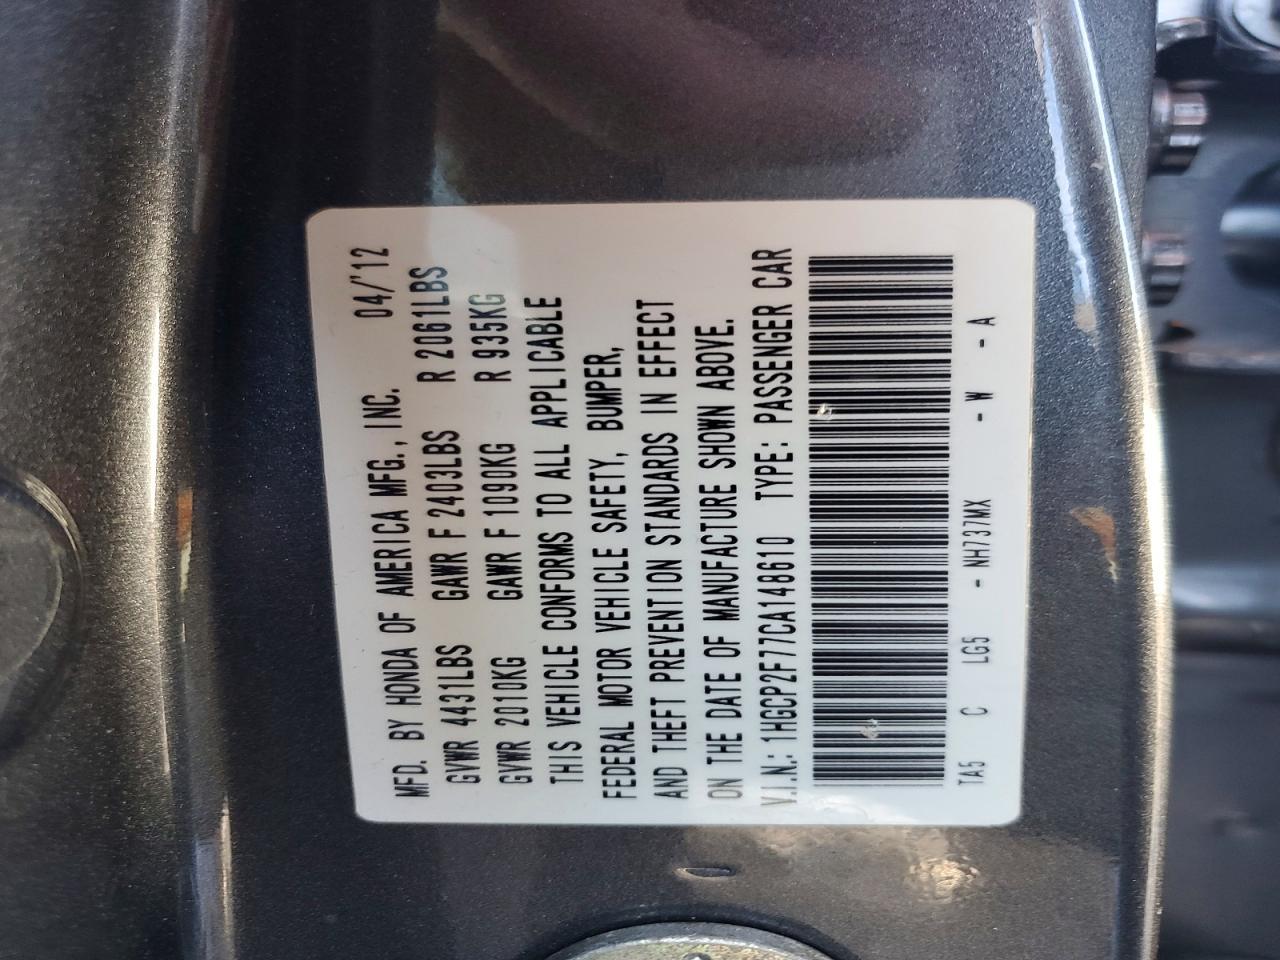 MFD. BY HONDA OF AMERICA MFG., INC. 04/'12
GVWR 4431LBS GAWR F 2403LBS R 2061LBS
GVWR 2010KG GAWR F 1090KG R 935KG
THIS VEHICLE CONFORMS TO ALL APPLICABLE
FEDERAL MOTOR VEHICLE SAFETY, BUMPER,
AND THEFT PREVENTION STANDARDS IN EFFECT
ON THE DATE OF MANUFACTURE SHOWN ABOVE.
V.I.N.: 1HGCP2F77CA148610 TYPE: PASSENGER CAR
TA5 C LG5 - NH737MX - W - A